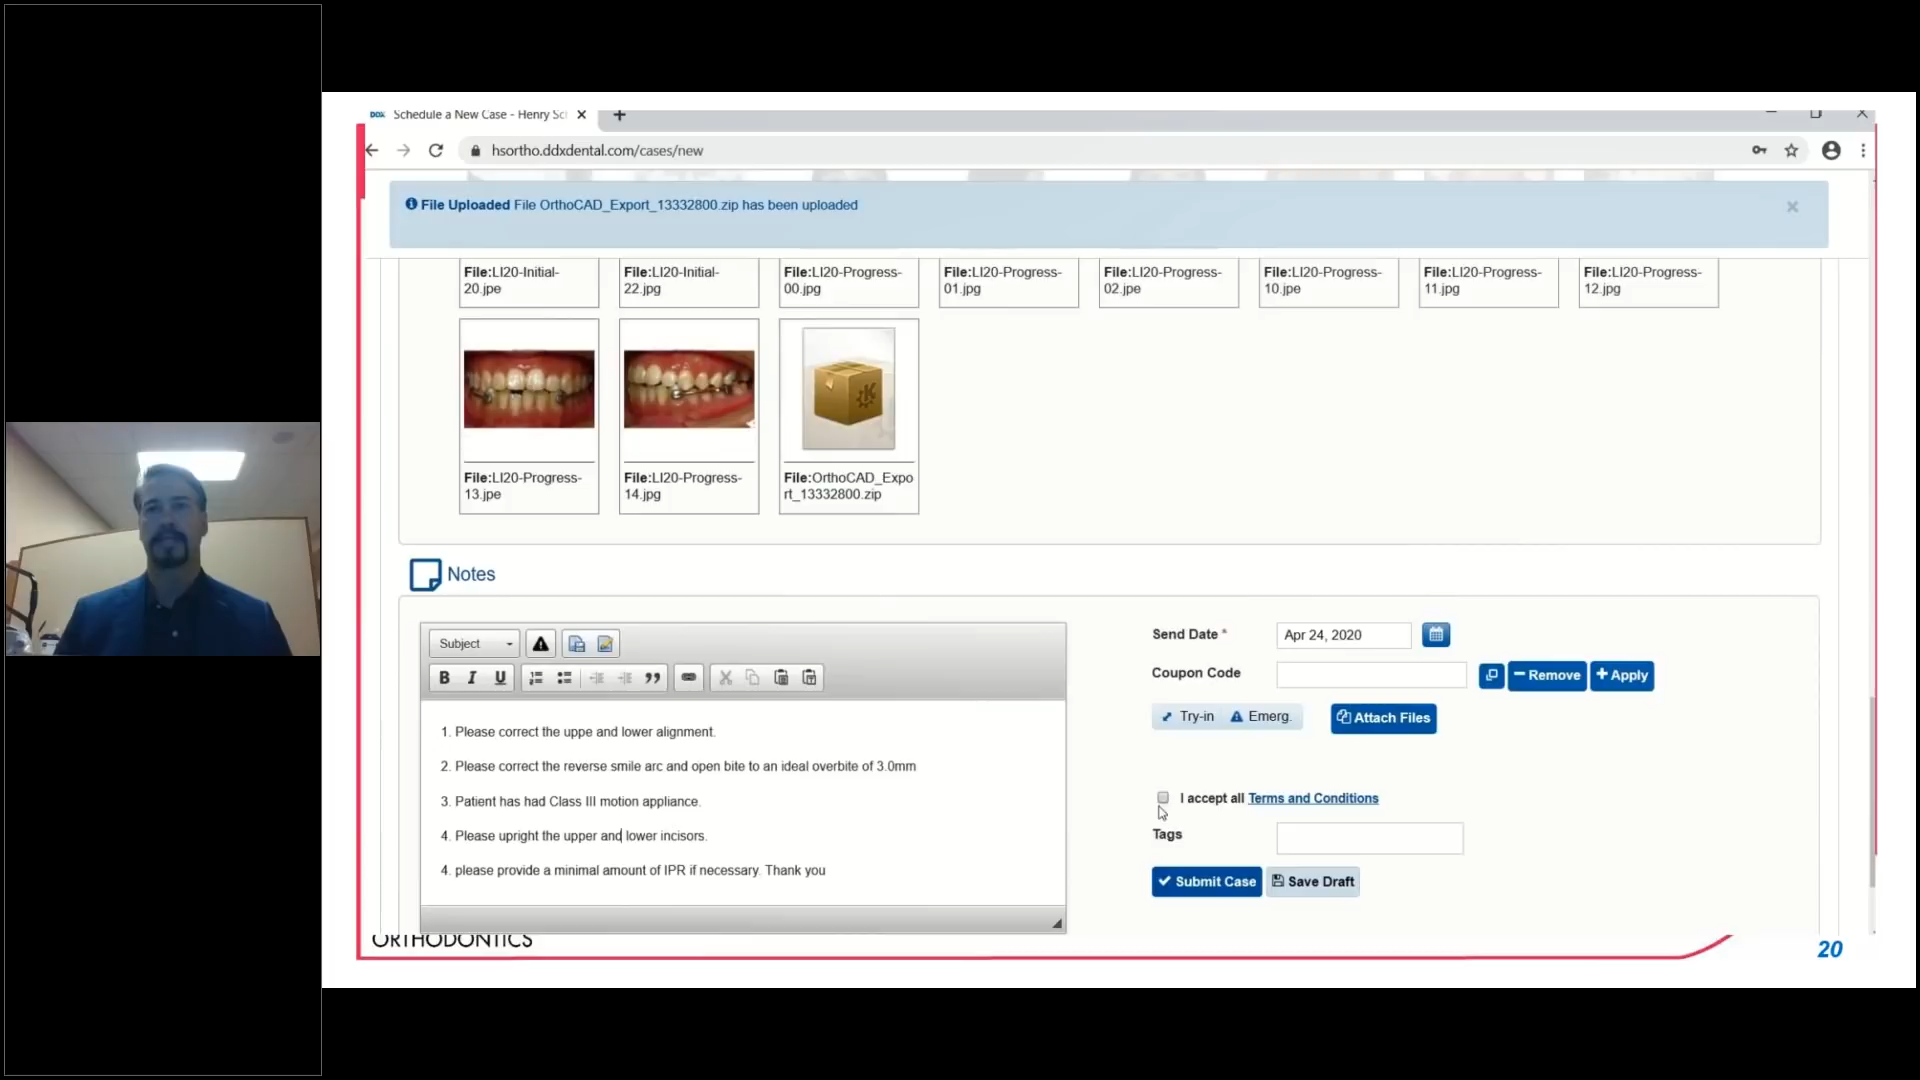 DDX Schedule a New Case - Henry Sc
hsortho.ddxdental.com/cases/new
File Uploaded File OrthoCAD_Export_13332800.zip has been uploaded
File:LI20-Initial-
20.jpe
File:LI20-Initial-
22.jpg
File:LI20-Progress-
00.jpg
File:LI20-Progress-
01.jpg
File:LI20-Progress-
02.jpe
File:LI20-Progress-
10.jpe
File:LI20-Progress-
11.jpg
File:LI20-Progress-
12.jpg
File:LI20-Progress-
13.jpe
File:LI20-Progress-
14.jpg
File:OrthoCAD_Expo
rt_13332800.zip
Notes
Subject
B I U
1. Please correct the uppe and lower alignment.
2. Please correct the reverse smile arc and open bite to an ideal overbite of 3.0mm
3. Patient has had Class III motion appliance.
4. Please upright the upper and lower incisors.
4. please provide a minimal amount of IPR if necessary. Thank you
Send Date * Apr 24, 2020
Coupon Code Remove Apply
Try-in Emerg. Attach Files
I accept all Terms and Conditions
Tags
Submit Case Save Draft
ORTHODONTICS
20